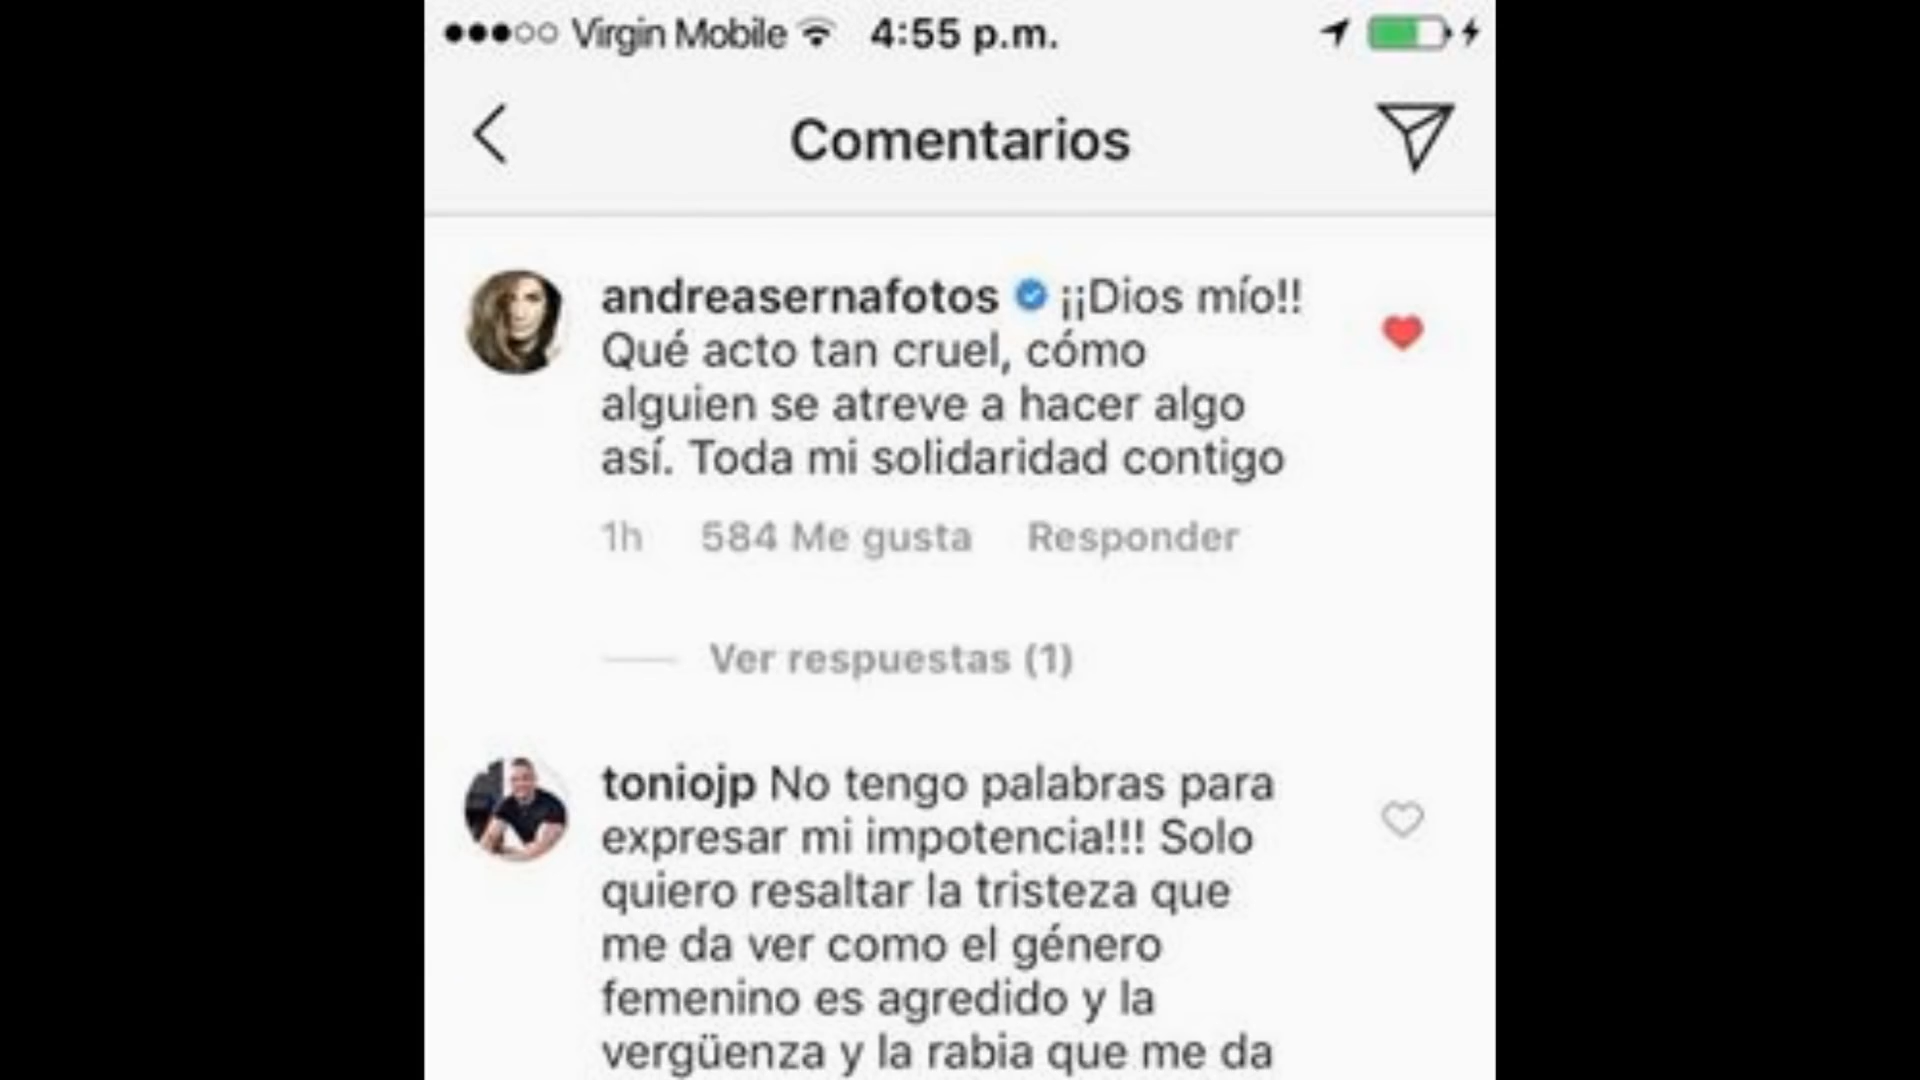 Virgin Mobile 4:55 p.m.
Comentarios
andreasernafotos ¡¡Dios mío!!
Qué acto tan cruel, cómo
alguien se atreve a hacer algo
así. Toda mi solidaridad contigo
1h 584 Me gusta Responder
Ver respuestas (1)
toniojp No tengo palabras para
expresar mi impotencia!!! Solo
quiero resaltar la tristeza que
me da ver como el género
femenino es agredido y la
vergüenza y la rabia que me da